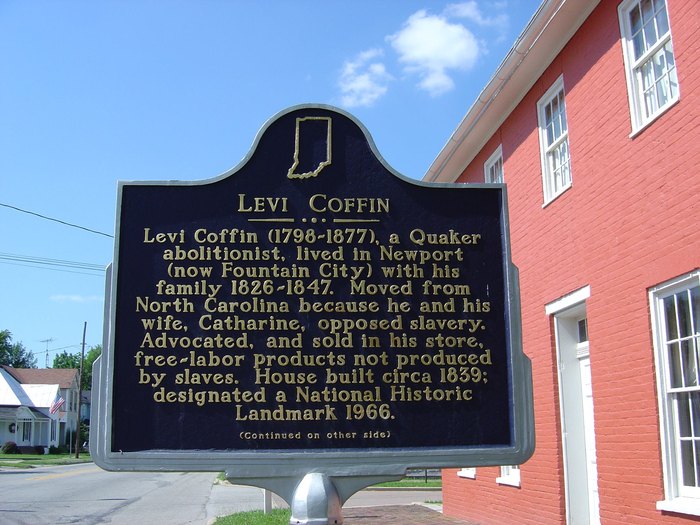 Levi Coffin
Levi Coffin (1798-1877), a Quaker
abolitionist, lived in Newport
(now Fountain City) with his
family 1826-1847. Moved from
North Carolina because he and his
wife, Catharine, opposed slavery.
Advocated, and sold in his store,
free-labor products not produced
by slaves. House built circa 1839;
designated a National Historic
Landmark 1966.
(Continued on other side)